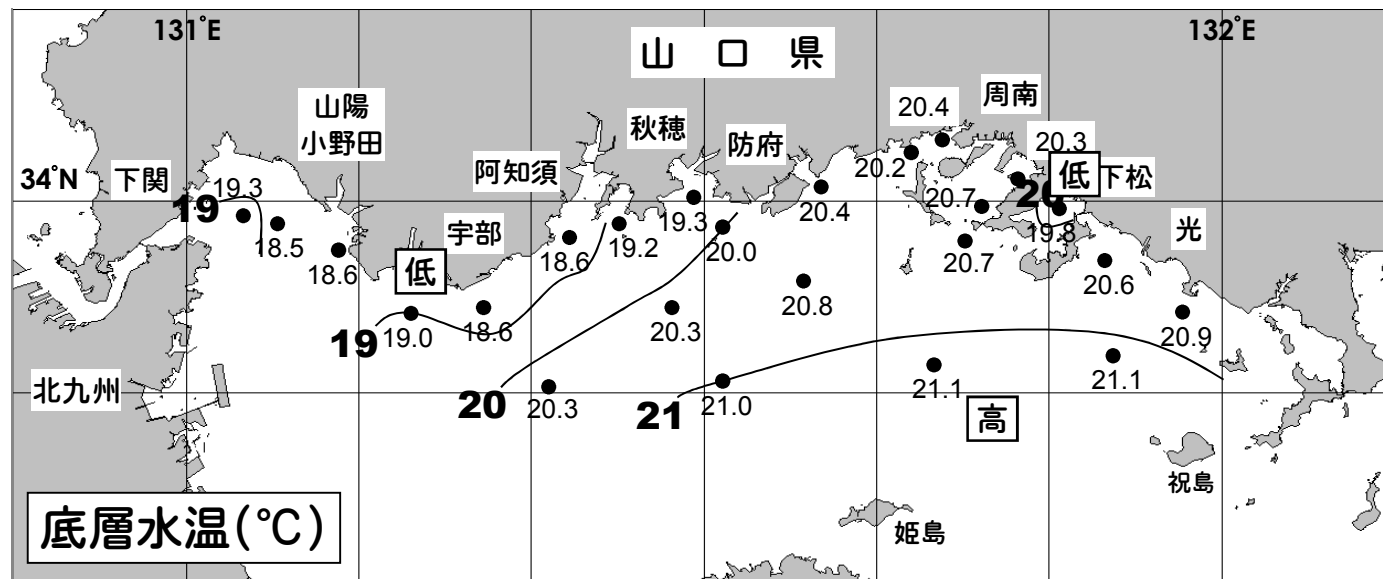 131°E
132°E
山 口 県
山陽
小野田
秋穂
防府
20.4
周南
20.3
阿知須
20.2
低
下松
34°N
下関
19.3
19
20.7
20
19.3
20.4
19.8
宇部
18.5
18.6
19.2
20.0
光
18.6
低
20.7
20.6
20.8
19.0
18.6
20.3
20.9
19
21.1
21.1
北九州
20
20.3
21
21.0
高
祝島
底層水温(℃)
姫島